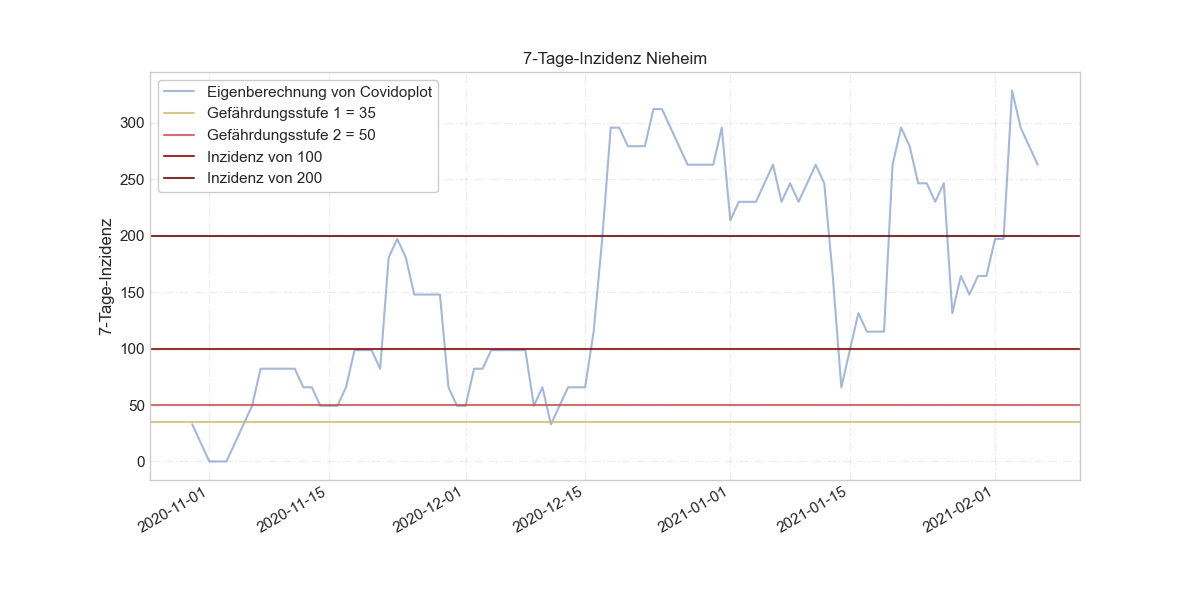 7-Tage-Inzidenz Nieheim
Eigenberechnung von Covidoplot
Gefährdungsstufe 1 = 35
Gefährdungsstufe 2 = 50
Inzidenz von 100
Inzidenz von 200
7-Tage-Inzidenz
300
250
200
150
100
50
0
2020-11-01
2020-11-15
2020-12-01
2020-12-15
2021-01-01
2021-01-15
2021-02-01